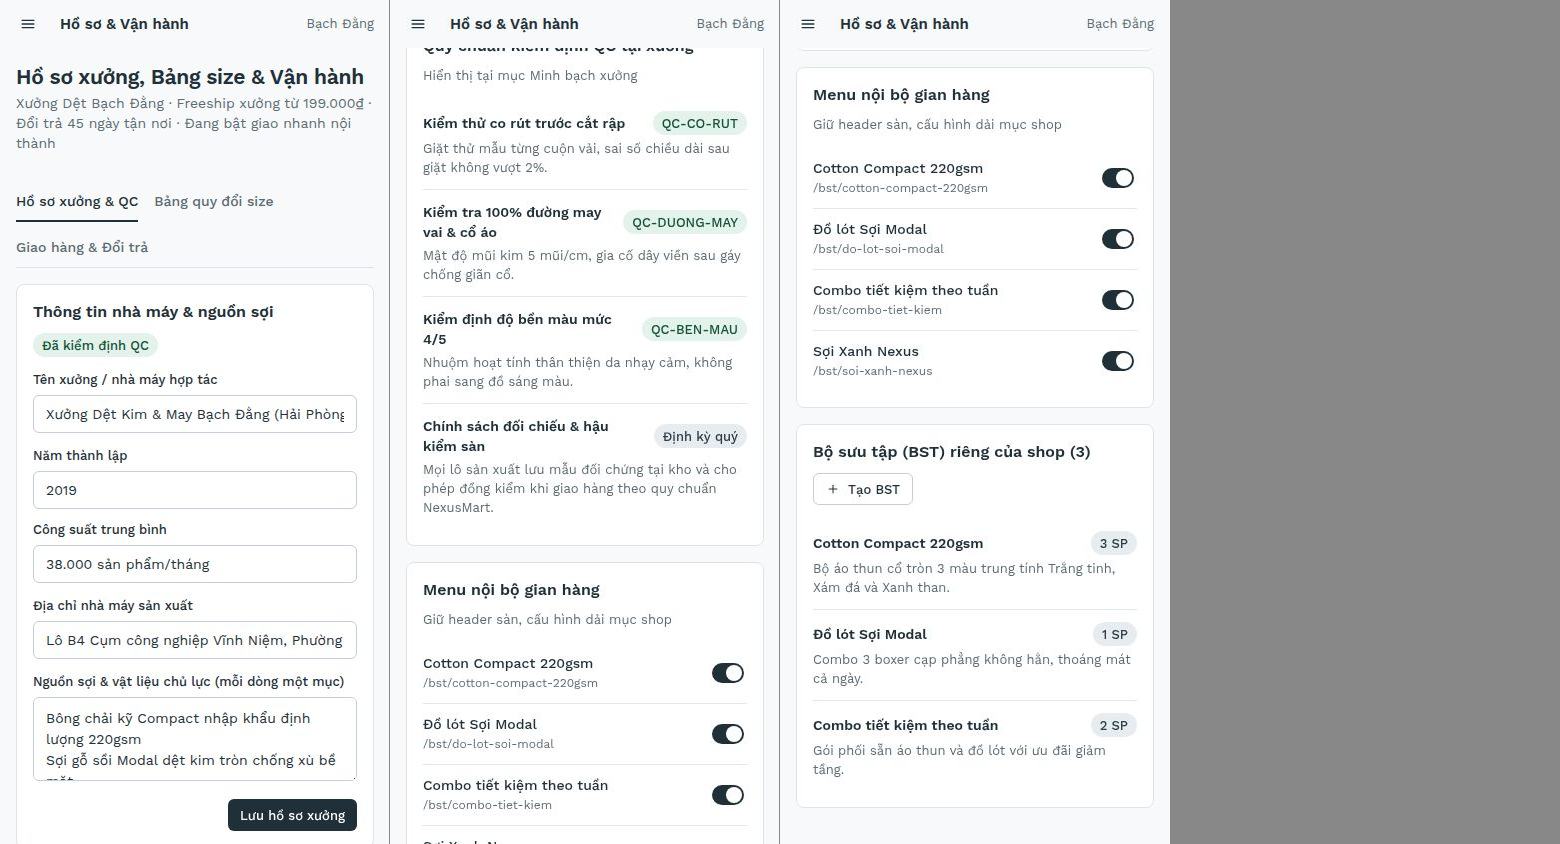 Hồ sơ & Vận hành
Bạch Đằng
Hồ sơ xưởng, Bảng size & Vận hành
Xưởng Dệt Bạch Đằng · Freeship xưởng từ 199.000₫ ·
Đổi trả 45 ngày tận nơi · Đang bật giao nhanh nội
thành
Hồ sơ xưởng & QC
Bảng quy đổi size
Giao hàng & Đổi trả
Thông tin nhà máy & nguồn sợi
Đã kiểm định QC
Tên xưởng / nhà máy hợp tác
Xưởng Dệt Kim & May Bạch Đằng (Hải Phòng
Năm thành lập
2019
Công suất trung bình
38.000 sản phẩm/tháng
Địa chỉ nhà máy sản xuất
Lô B4 Cụm công nghiệp Vĩnh Niệm, Phường
Nguồn sợi & vật liệu chủ lực (mỗi dòng một mục)
Bông chải kỹ Compact nhập khẩu định
lượng 220gsm
Sợi gỗ sồi Modal dệt kim tròn chống xù bề
mặt
Lưu hồ sơ xưởng
Hồ sơ & Vận hành
Bạch Đằng
Quy chuẩn kiểm định QC tại xưởng
Hiển thị tại mục Minh bạch xưởng
Kiểm thử co rút trước cắt rập
QC-CO-RUT
Giặt thử mẫu từng cuộn vải, sai số chiều dài sau
giặt không vượt 2%.
Kiểm tra 100% đường may
vai & cổ áo
QC-DUONG-MAY
Mật độ mũi kim 5 mũi/cm, gia cố dây viền sau gáy
chống giãn cổ.
Kiểm định độ bền màu mức
4/5
QC-BEN-MAU
Nhuộm hoạt tính thân thiện da nhạy cảm, không
phai sang đồ sáng màu.
Chính sách đối chiếu & hậu
kiểm sàn
Định kỳ quý
Mọi lô sản xuất lưu mẫu đối chứng tại kho và cho
phép đồng kiểm khi giao hàng theo quy chuẩn
NexusMart.
Menu nội bộ gian hàng
Giữ header sàn, cấu hình dải mục shop
Cotton Compact 220gsm
/bst/cotton-compact-220gsm
Đồ lót Sợi Modal
/bst/do-lot-soi-modal
Combo tiết kiệm theo tuần
/bst/combo-tiet-kiem
Hồ sơ & Vận hành
Bạch Đằng
Menu nội bộ gian hàng
Giữ header sàn, cấu hình dải mục shop
Cotton Compact 220gsm
/bst/cotton-compact-220gsm
Đồ lót Sợi Modal
/bst/do-lot-soi-modal
Combo tiết kiệm theo tuần
/bst/combo-tiet-kiem
Sợi Xanh Nexus
/bst/soi-xanh-nexus
Bộ sưu tập (BST) riêng của shop (3)
+ Tạo BST
Cotton Compact 220gsm
3 SP
Bộ áo thun cổ tròn 3 màu trung tính Trắng tinh,
Xám đá và Xanh than.
Đồ lót Sợi Modal
1 SP
Combo 3 boxer cạp phẳng không hằn, thoáng mát
cả ngày.
Combo tiết kiệm theo tuần
2 SP
Gói phối sẵn áo thun và đồ lót với ưu đãi giảm
tầng.